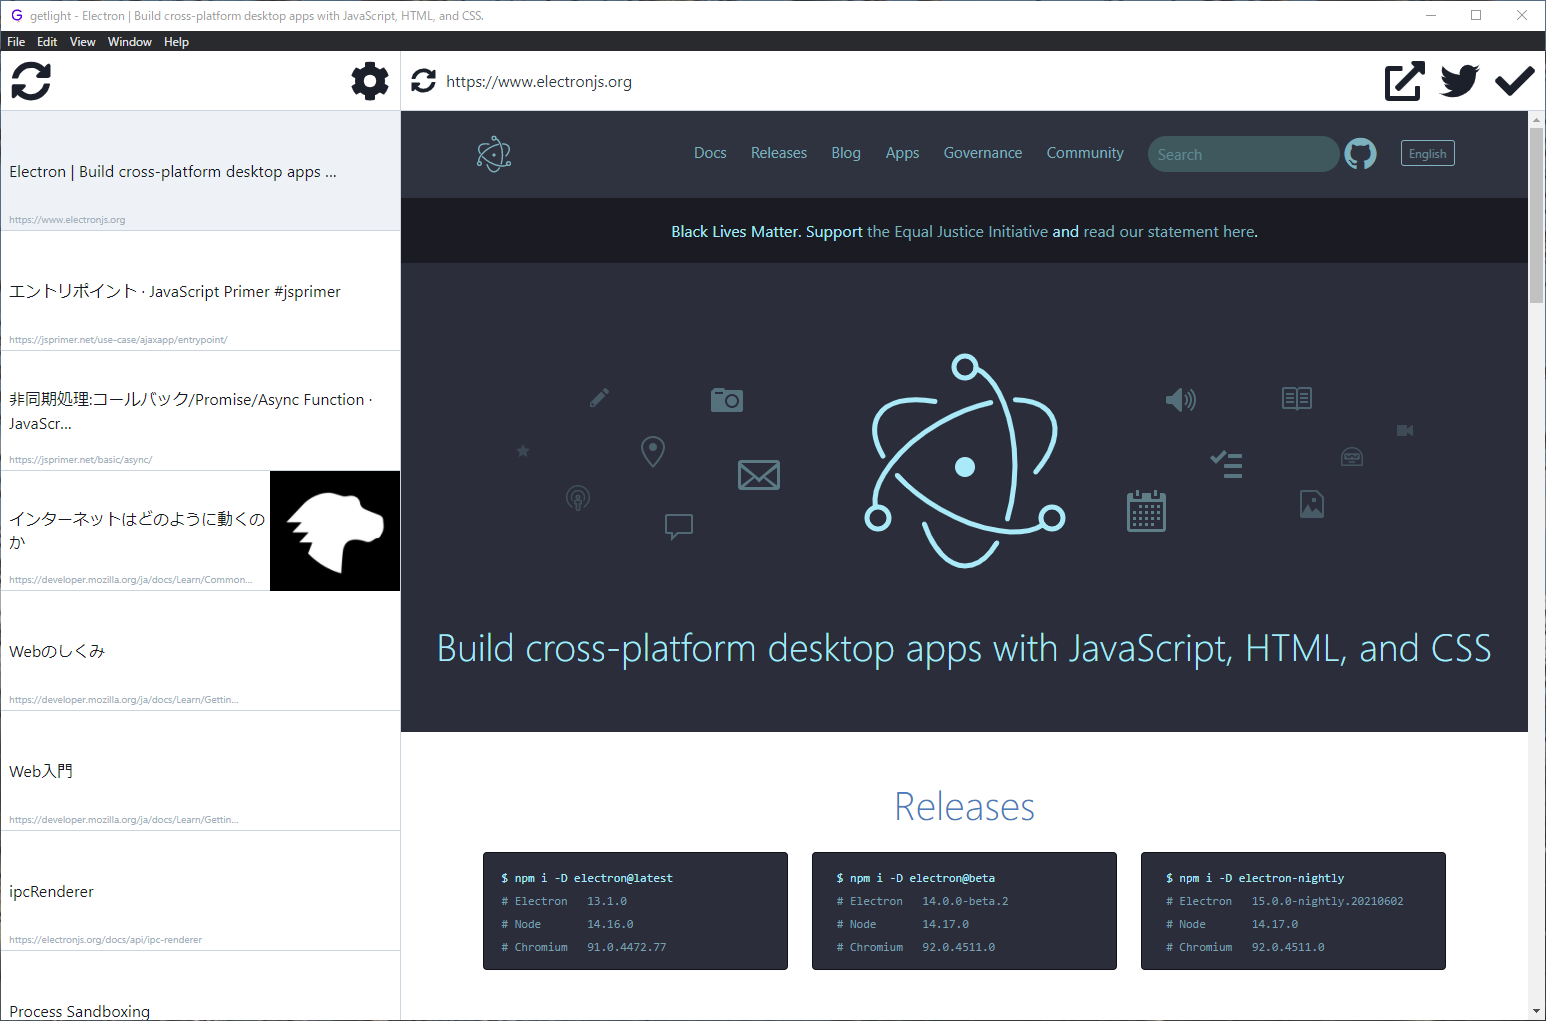 getlight - Electron | Build cross-platform desktop apps with JavaScript, HTML, and CSS.
File Edit View Window Help
https://www.electronjs.org
Electron | Build cross-platform desktop apps ...
https://www.electronjs.org
エントリポイント · JavaScript Primer #jsprimer
https://jsprimer.net/use-case/ajaxapp/entrypoint/
非同期処理:コールバック/Promise/Async Function ·
JavaScr...
https://jsprimer.net/basic/async/
インターネットはどのように動くの
か
https://developer.mozilla.org/ja/docs/Learn/Common...
Webのしくみ
https://developer.mozilla.org/ja/docs/Learn/Gettin...
Web入門
https://developer.mozilla.org/ja/docs/Learn/Gettin...
ipcRenderer
https://electronjs.org/docs/api/ipc-renderer
Process Sandboxing
Docs Releases Blog Apps Governance Community Search English
Black Lives Matter. Support the Equal Justice Initiative and read our statement here.
Build cross-platform desktop apps with JavaScript, HTML, and CSS
Releases
$ npm i -D electron@latest
# Electron 13.1.0
# Node 14.16.0
# Chromium 91.0.4472.77
$ npm i -D electron@beta
# Electron 14.0.0-beta.2
# Node 14.17.0
# Chromium 92.0.4511.0
$ npm i -D electron-nightly
# Electron 15.0.0-nightly.20210602
# Node 14.17.0
# Chromium 92.0.4511.0